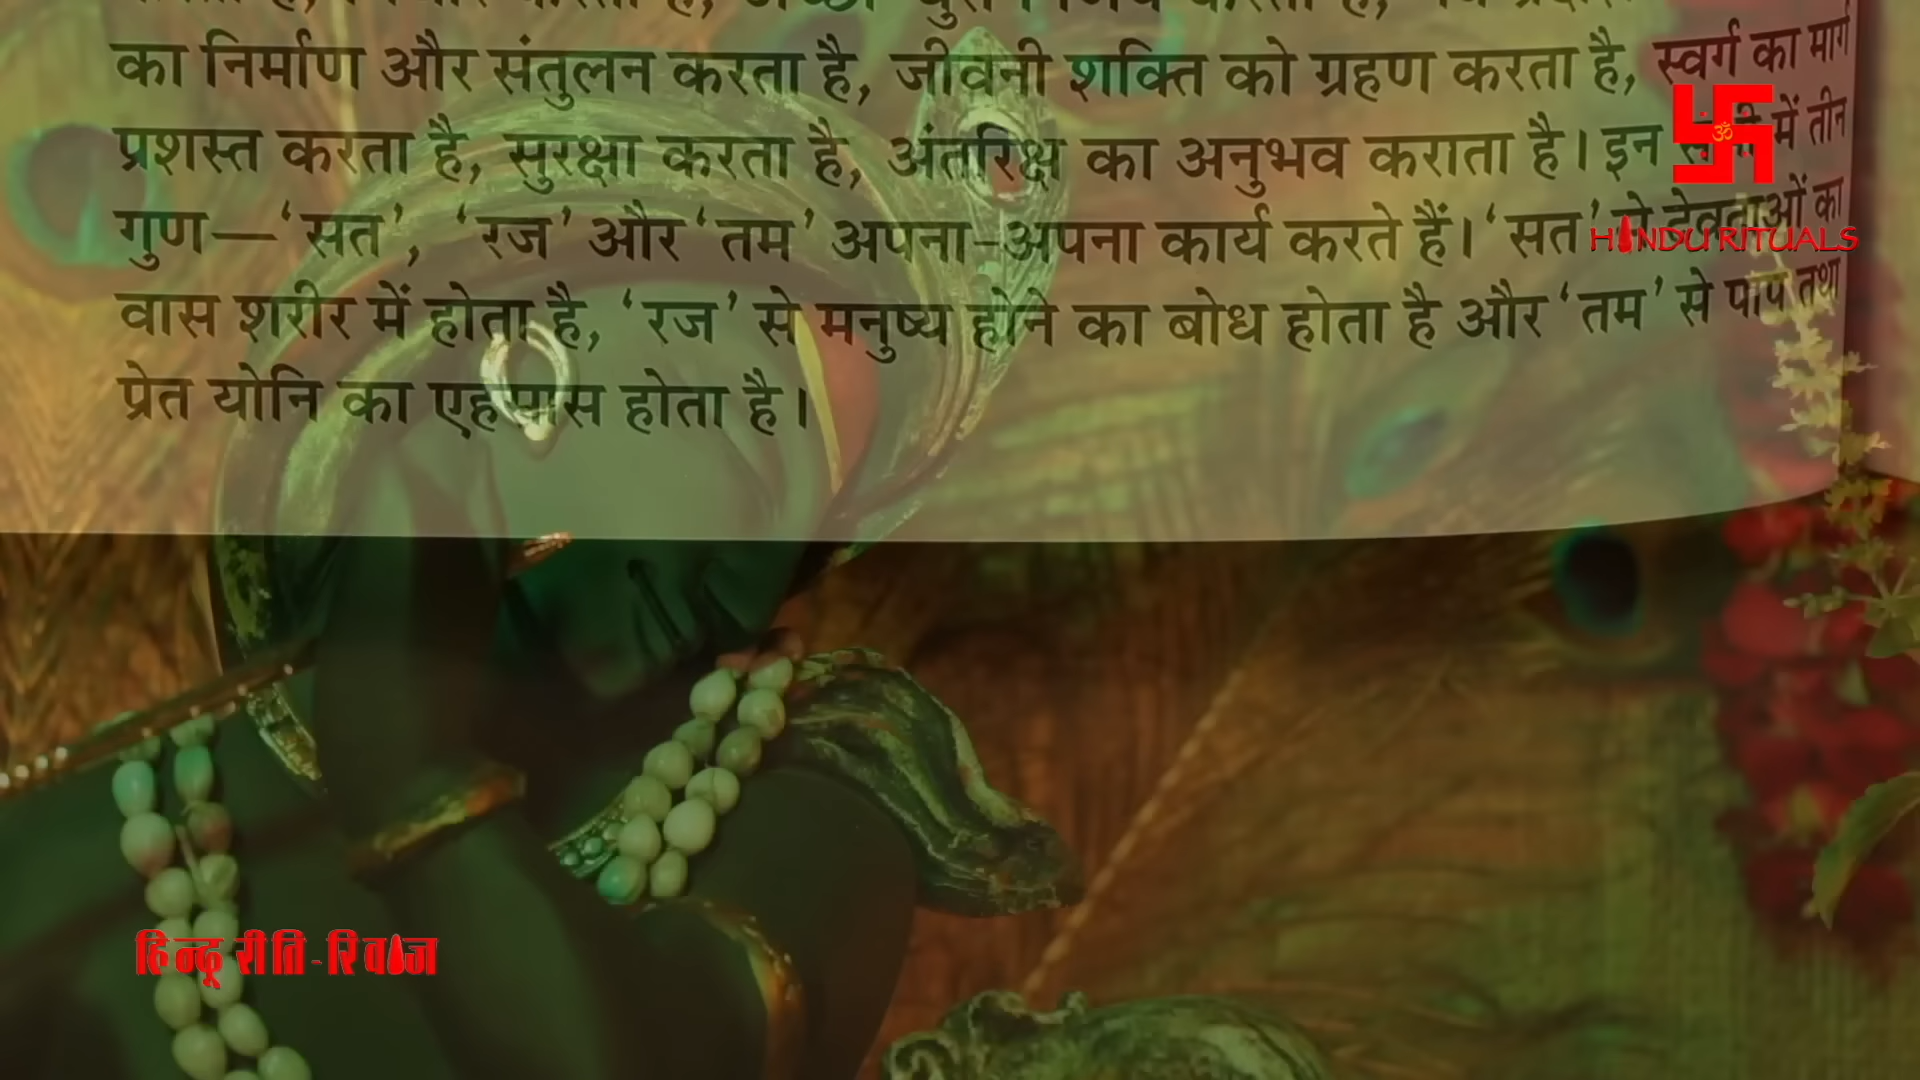 का निर्माण और संतुलन करता है, जीवनी शक्ति को ग्रहण करता है, स्वर्ग का मार्ग
प्रशस्त करता है, सुरक्षा करता है, अंतरिक्ष का अनुभव कराता है। इन में तीन
गुण—‘सत’, ‘रज’ और ‘तम’ अपना-अपना कार्य करते हैं। ‘सत’ से देवताओं का
वास शरीर में होता है, ‘रज’ से मनुष्य होने का बोध होता है और ‘तम’ से पाप तथा
प्रेत योनि का एहसास होता है।
ॐ
HINDU RITUALS
हिन्दू रीति-रिवाज